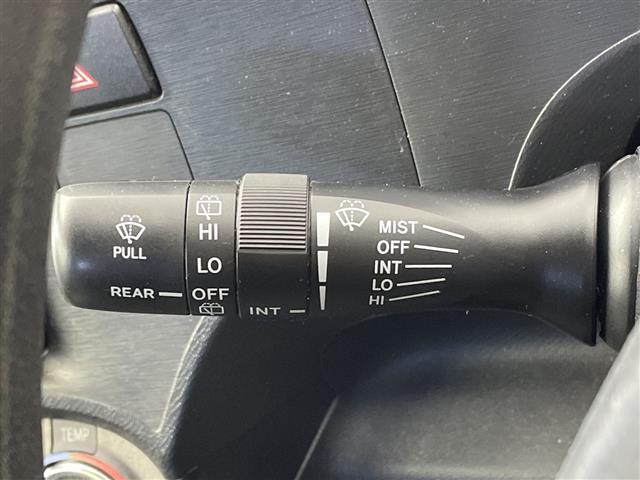 PULL
REAR
HI
LO
OFF
INT
MIST
OFF
INT
LO
HI
TEMP